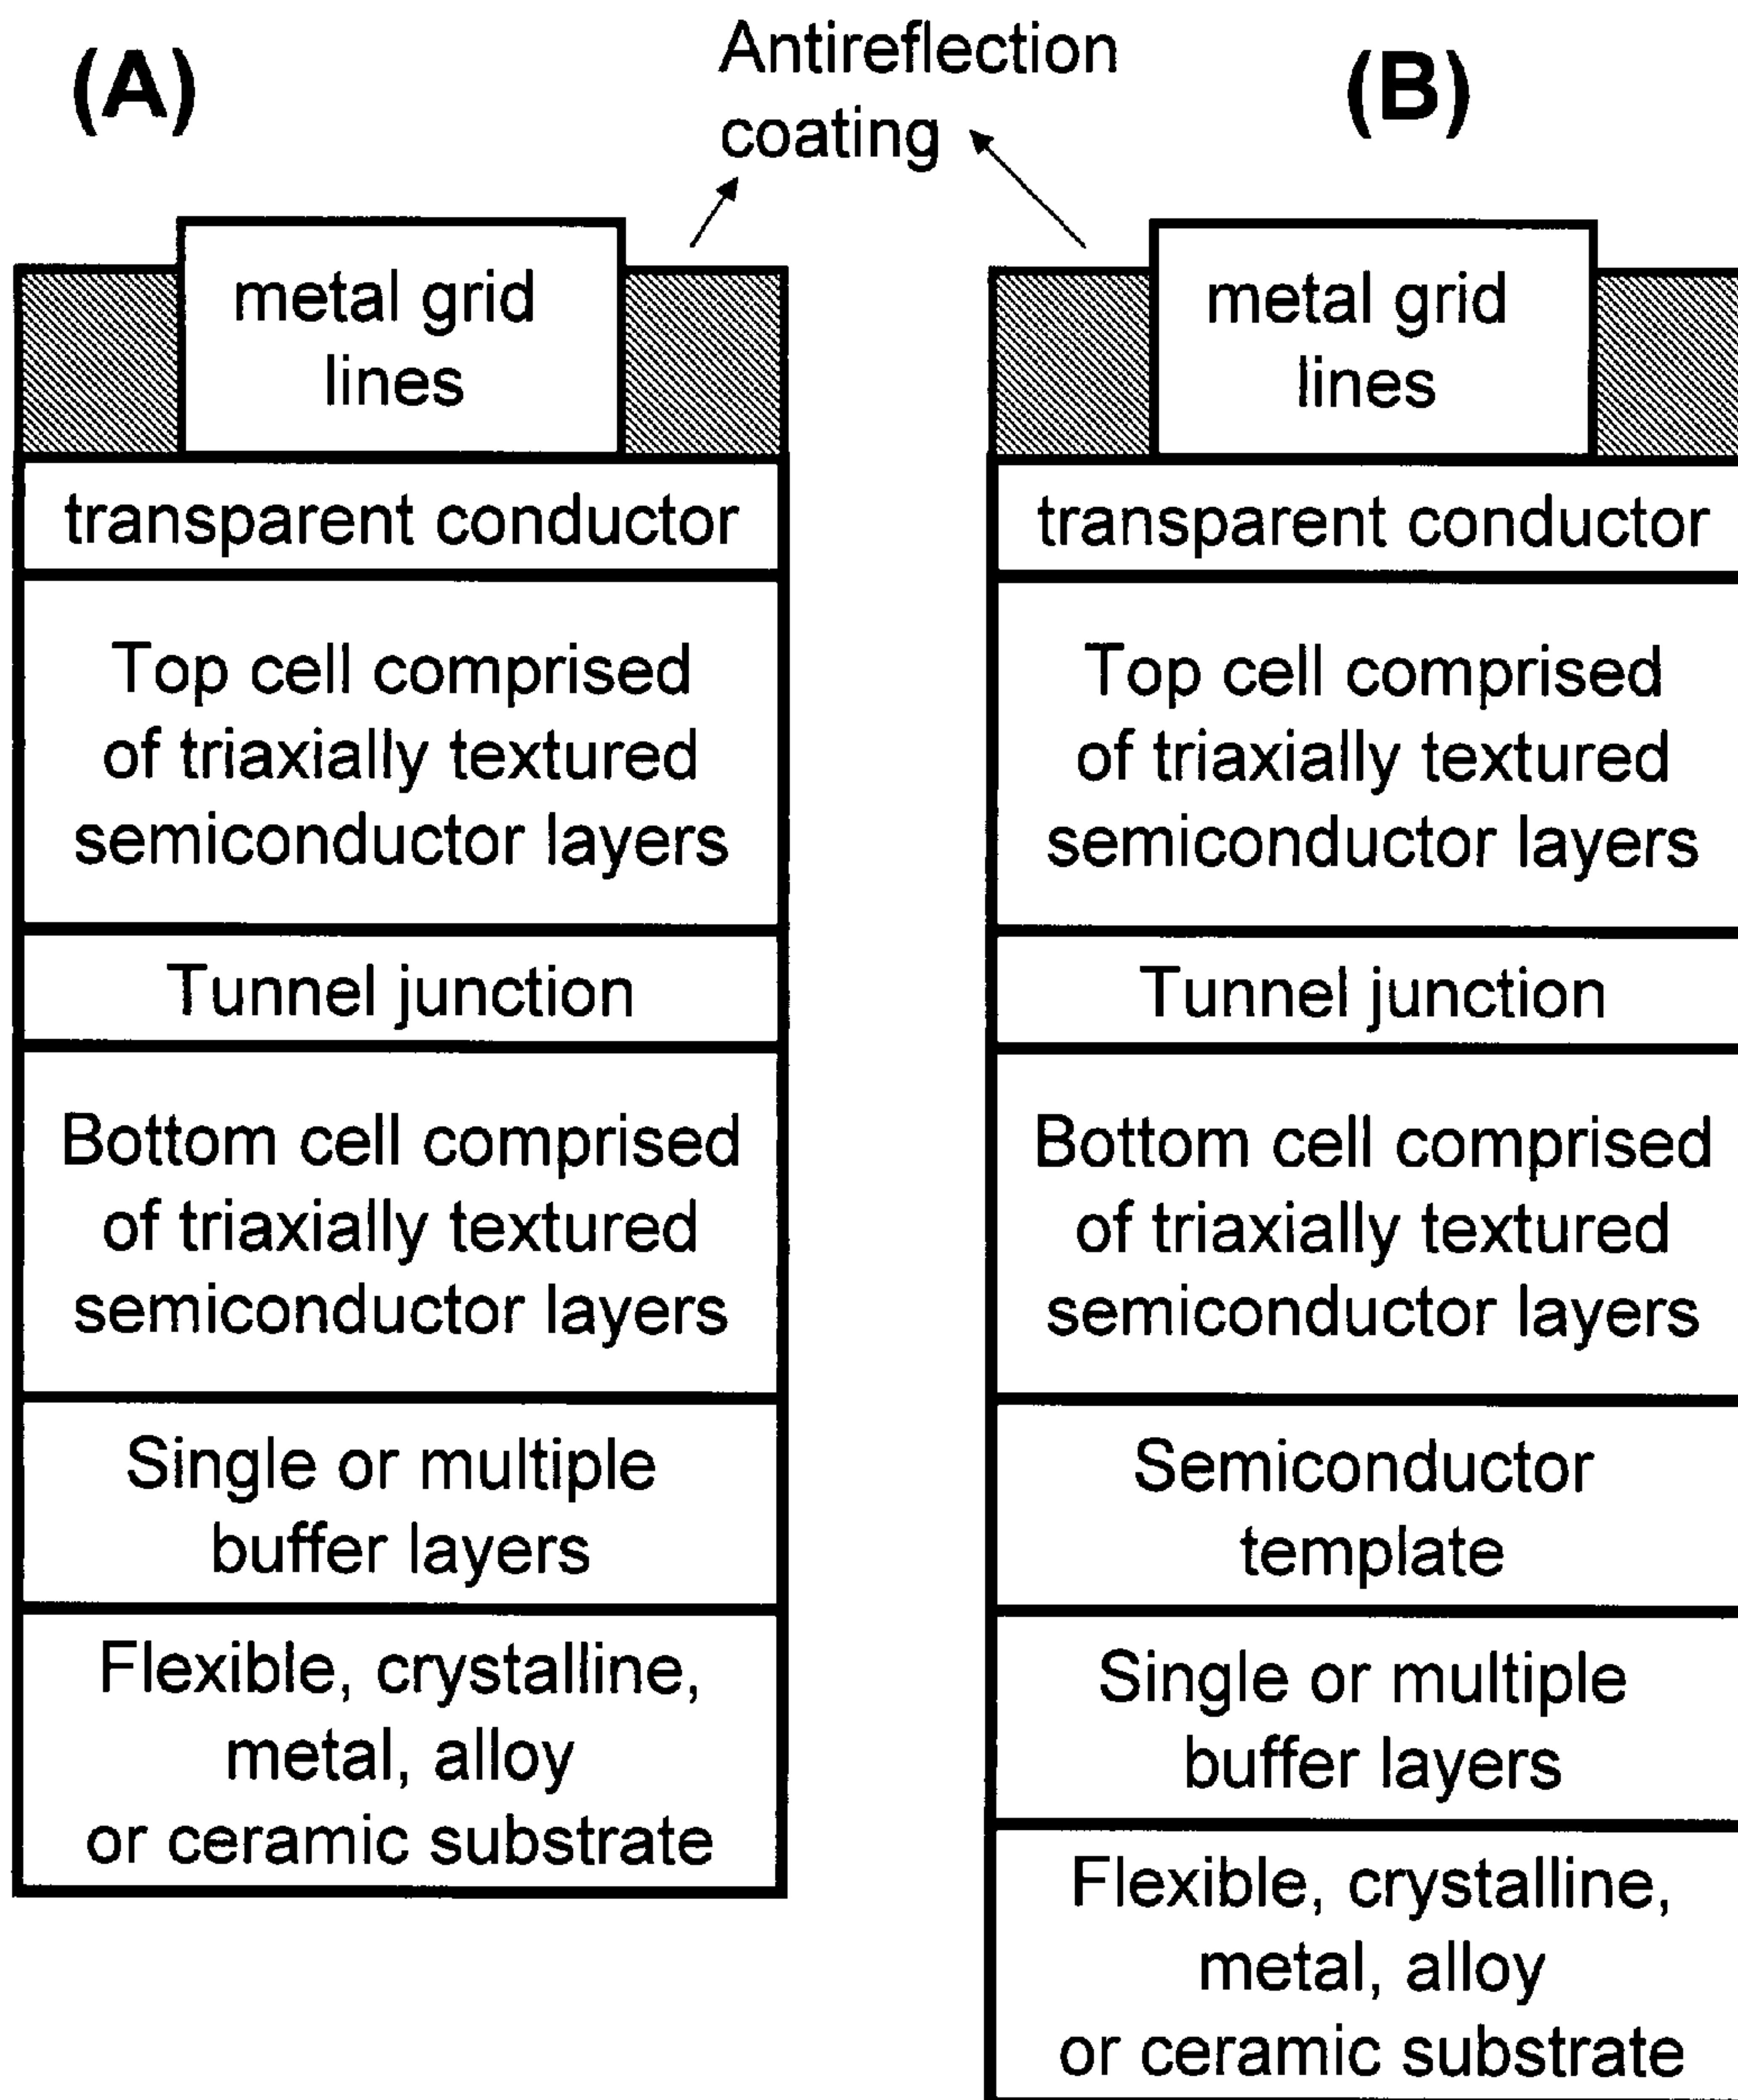 (A)
Antireflection
coating
(B)
metal grid
lines
transparent conductor
Top cell comprised
of triaxially textured
semiconductor layers
Tunnel junction
Bottom cell comprised
of triaxially textured
semiconductor layers
Single or multiple
buffer layers
Flexible, crystalline,
metal, alloy
or ceramic substrate
metal grid
lines
transparent conductor
Top cell comprised
of triaxially textured
semiconductor layers
Tunnel junction
Bottom cell comprised
of triaxially textured
semiconductor layers
Semiconductor
template
Single or multiple
buffer layers
Flexible, crystalline,
metal, alloy
or ceramic substrate